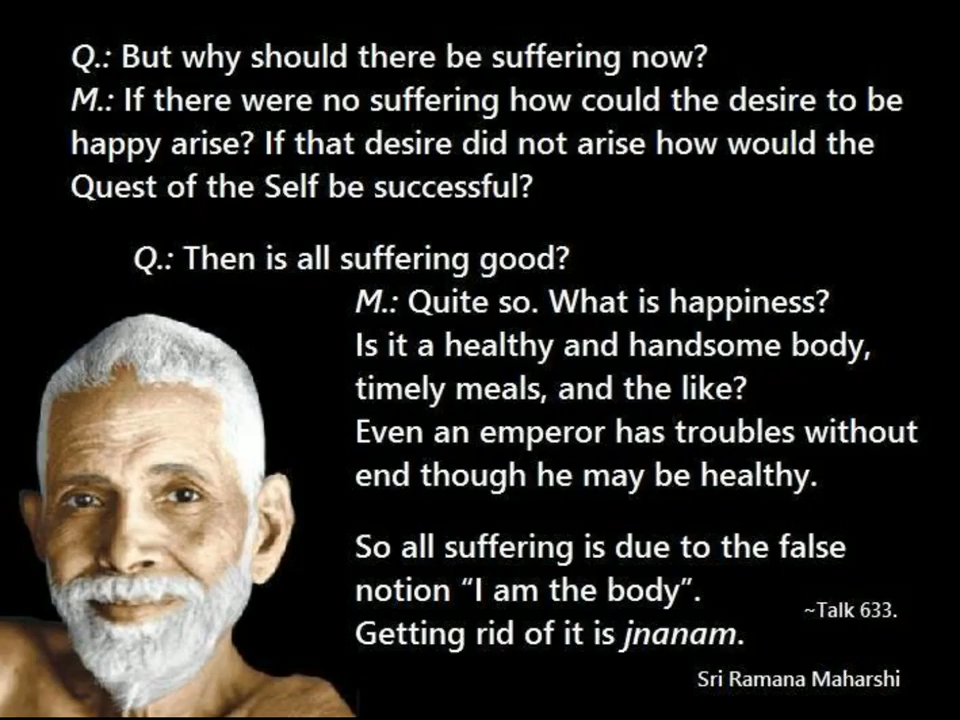 Q.: But why should there be suffering now?
M.: If there were no suffering how could the desire to be
happy arise? If that desire did not arise how would the
Quest of the Self be successful?
Q.: Then is all suffering good?
M.: Quite so. What is happiness?
Is it a healthy and handsome body,
timely meals, and the like?
Even an emperor has troubles without
end though he may be healthy.
So all suffering is due to the false
notion “I am the body”.
~Talk 633.
Getting rid of it is jnanam.
Sri Ramana Maharshi